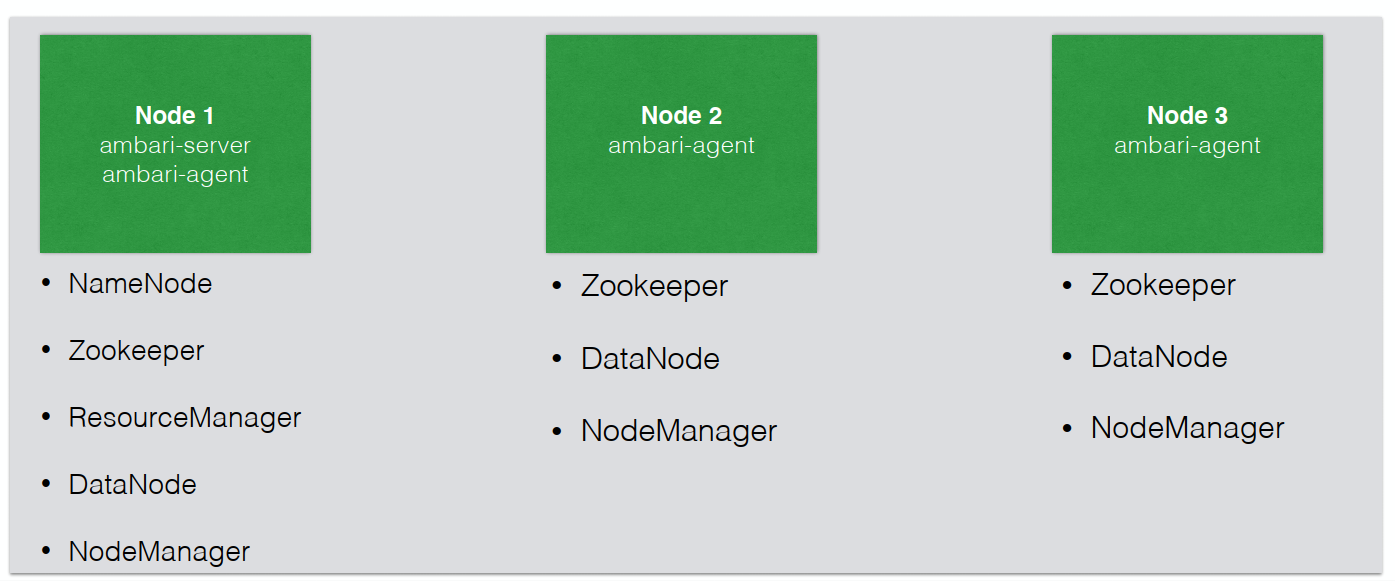 Node 1
ambari-server
ambari-agent
• NameNode
• Zookeeper
• ResourceManager
• DataNode
• NodeManager
Node 2
ambari-agent
• Zookeeper
• DataNode
• NodeManager
Node 3
ambari-agent
• Zookeeper
• DataNode
• NodeManager